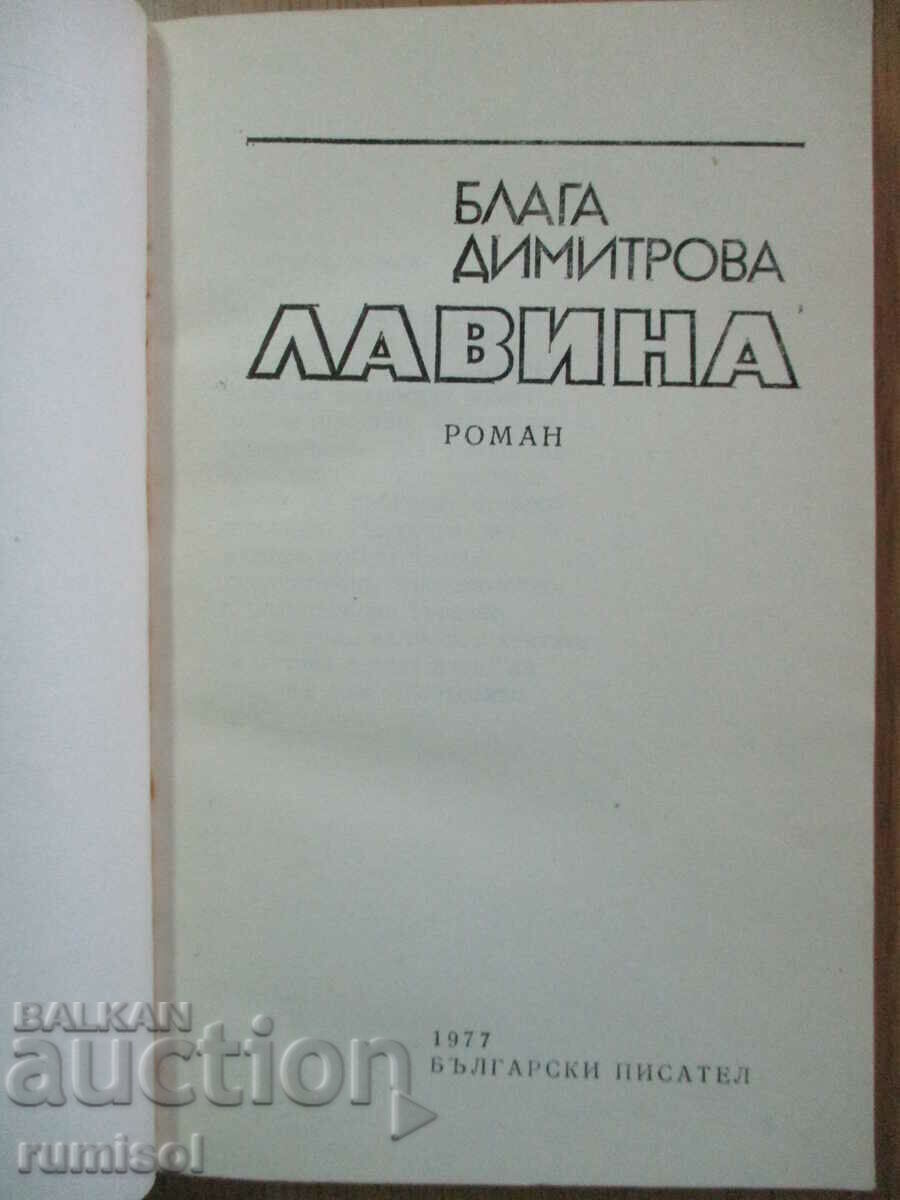 БЛАГА
ДИМИТРОВА
ЛАВИНА
РОМАН
1977
БЪЛГАРСКИ ПИСАТЕЛ
BALKAN
auction
rumisol